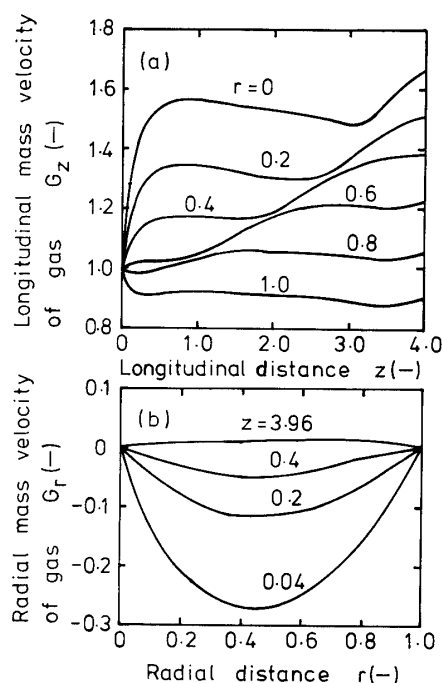 Longitudinal mass velocity
of gas G_z(-)
1.8
1.6
1.4
1.2
1.0
0.8
(a)
r=0
0.2
0.4
0.6
0.8
1.0
0 1.0 2.0 3.0 4.0
Longitudinal distance z(-)
Radial mass velocity
of gas G_r(-)
0.1
0
-0.1
-0.2
-0.3
(b)
z=3.96
0.4
0.2
0.04
0 0.2 0.4 0.6 0.8 1.0
Radial distance r(-)